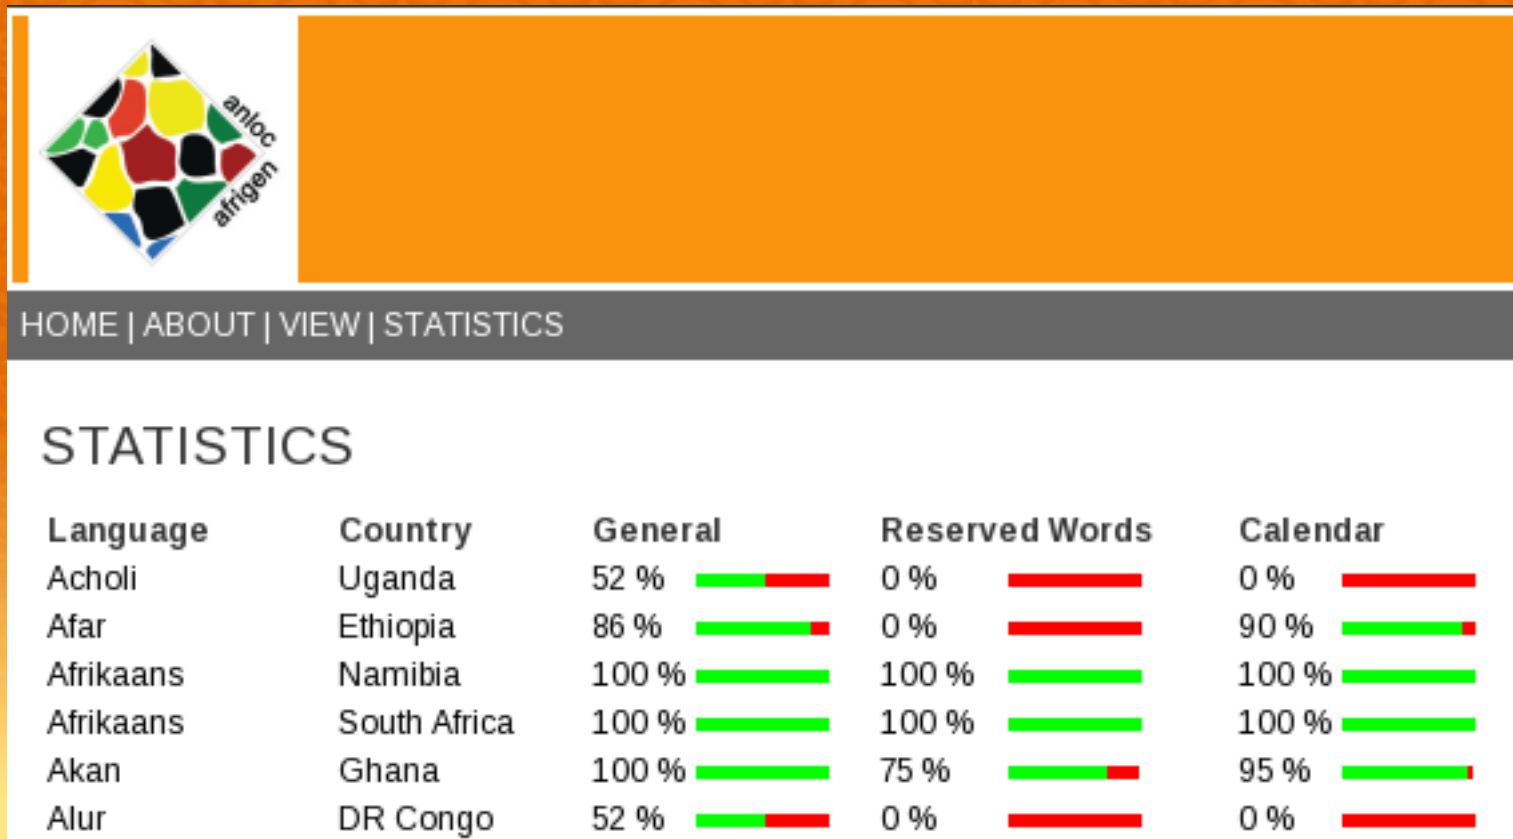 anloc
afrigen
HOME | ABOUT | VIEW | STATISTICS
STATISTICS
Language Country General Reserved Words Calendar
Acholi Uganda 52 % 0 % 0 %
Afar Ethiopia 86 % 0 % 90 %
Afrikaans Namibia 100 % 100 % 100 %
Afrikaans South Africa 100 % 100 % 100 %
Akan Ghana 100 % 75 % 95 %
Alur DR Congo 52 % 0 % 0 %